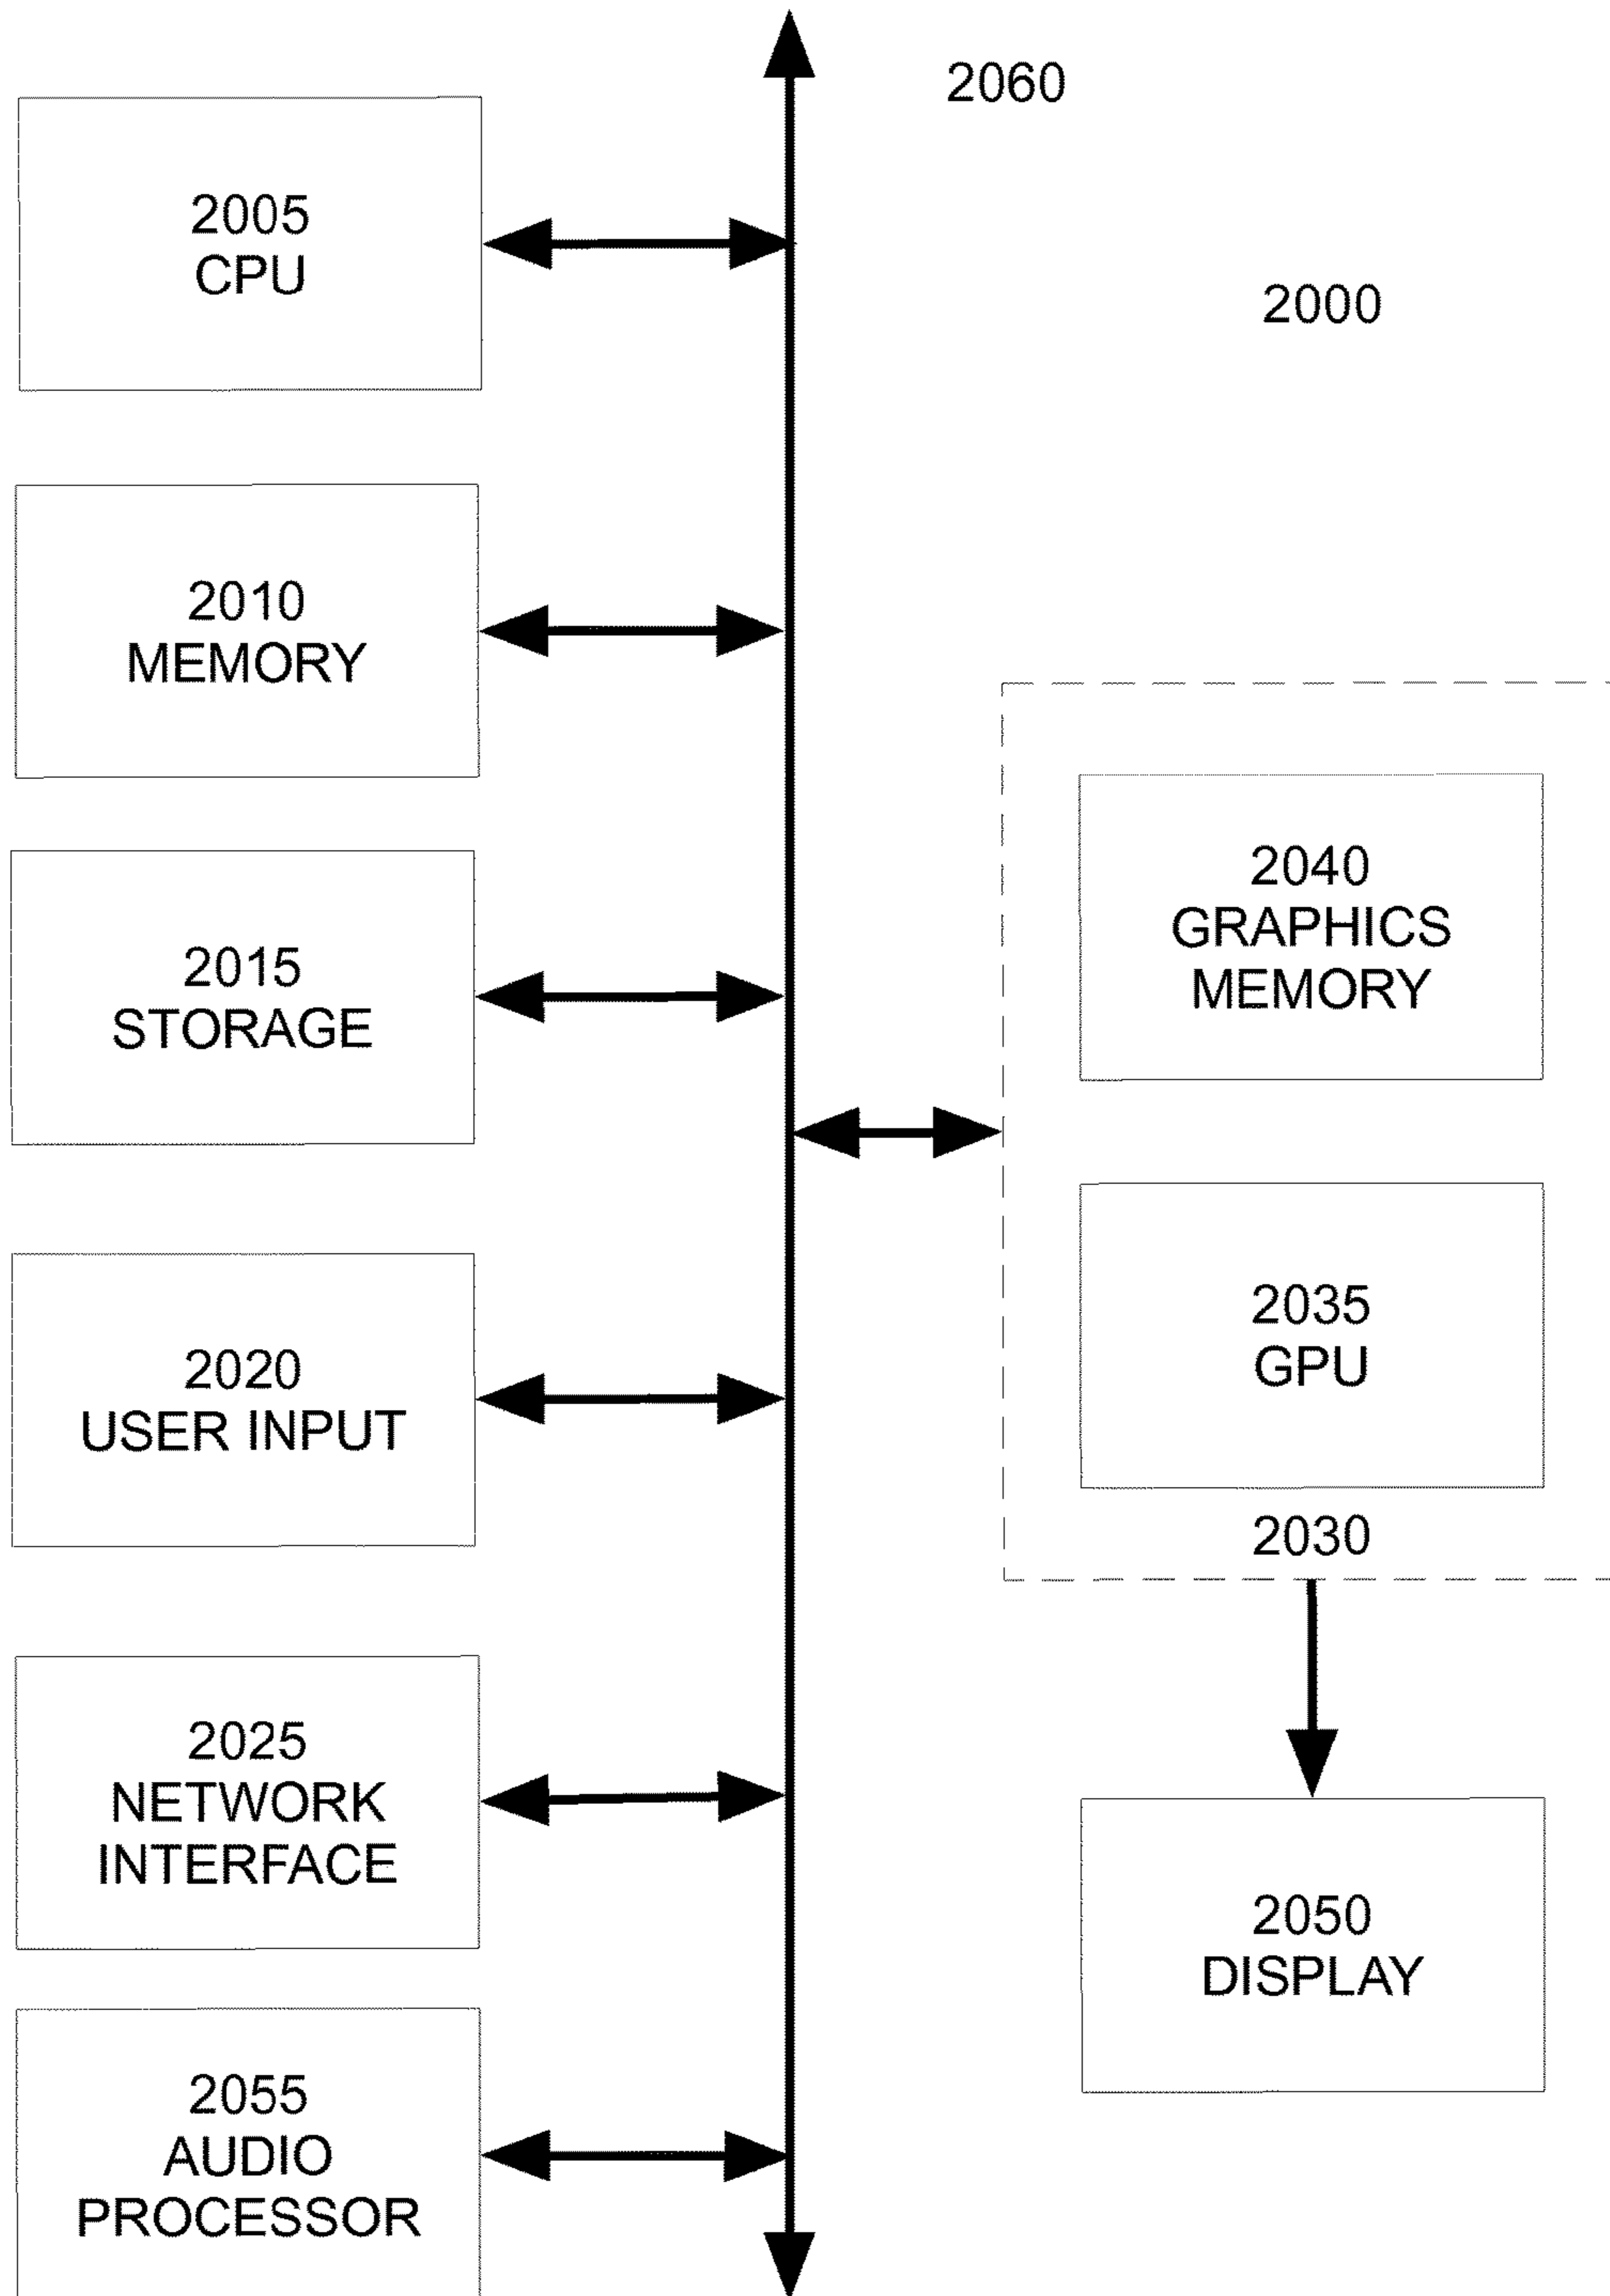 2060
2000
2005
CPU
2010
MEMORY
2015
STORAGE
2020
USER INPUT
2025
NETWORK
INTERFACE
2055
AUDIO
PROCESSOR
2040
GRAPHICS
MEMORY
2035
GPU
2030
2050
DISPLAY